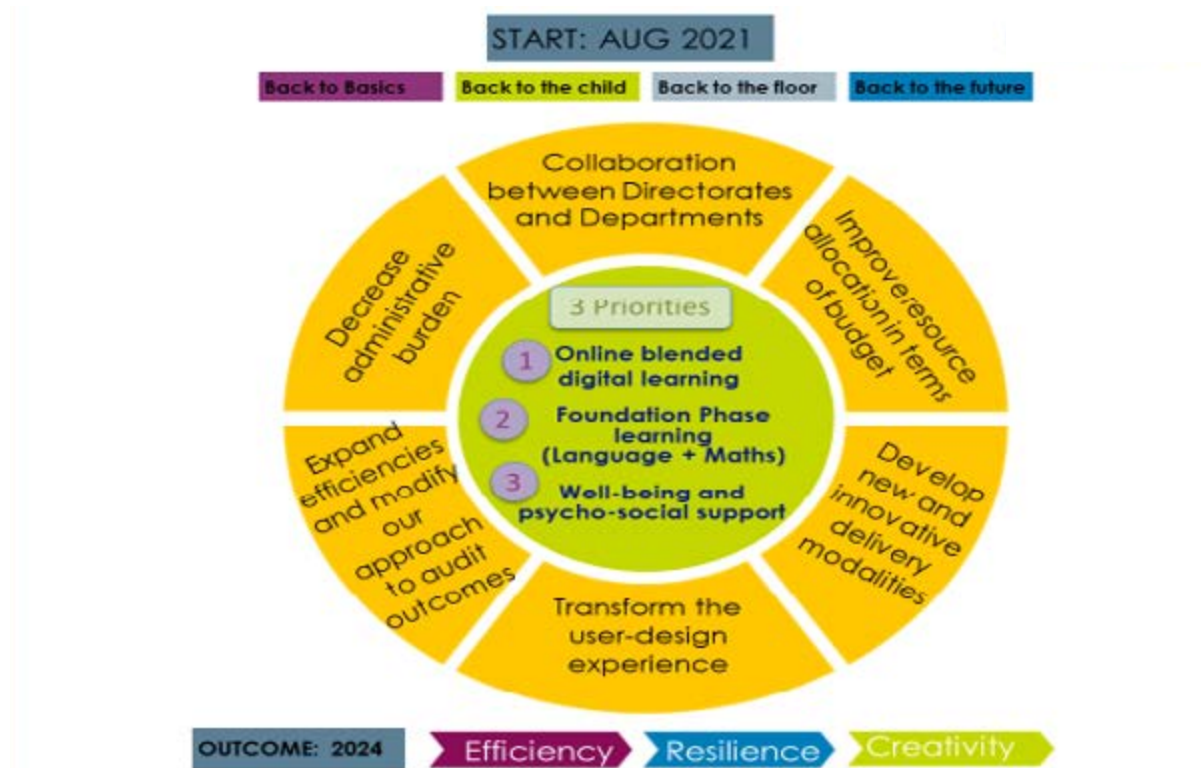 START: AUG 2021
Back to Basics
Back to the child
Back to the floor
Back to the future
Collaboration
between Directorates
and Departments
Improve resource
allocation in terms
of budget
Develop
new and
innovative
delivery
modalities
Transform the
user-design
experience
Expand
efficiencies
and modify
our
approach
to audit
outcomes
Decrease
administrative
burden
3 Priorities
1 Online blended
digital learning
2 Foundation Phase
learning
(Language + Maths)
3 Well-being and
psycho-social support
OUTCOME: 2024
Efficiency
Resilience
Creativity